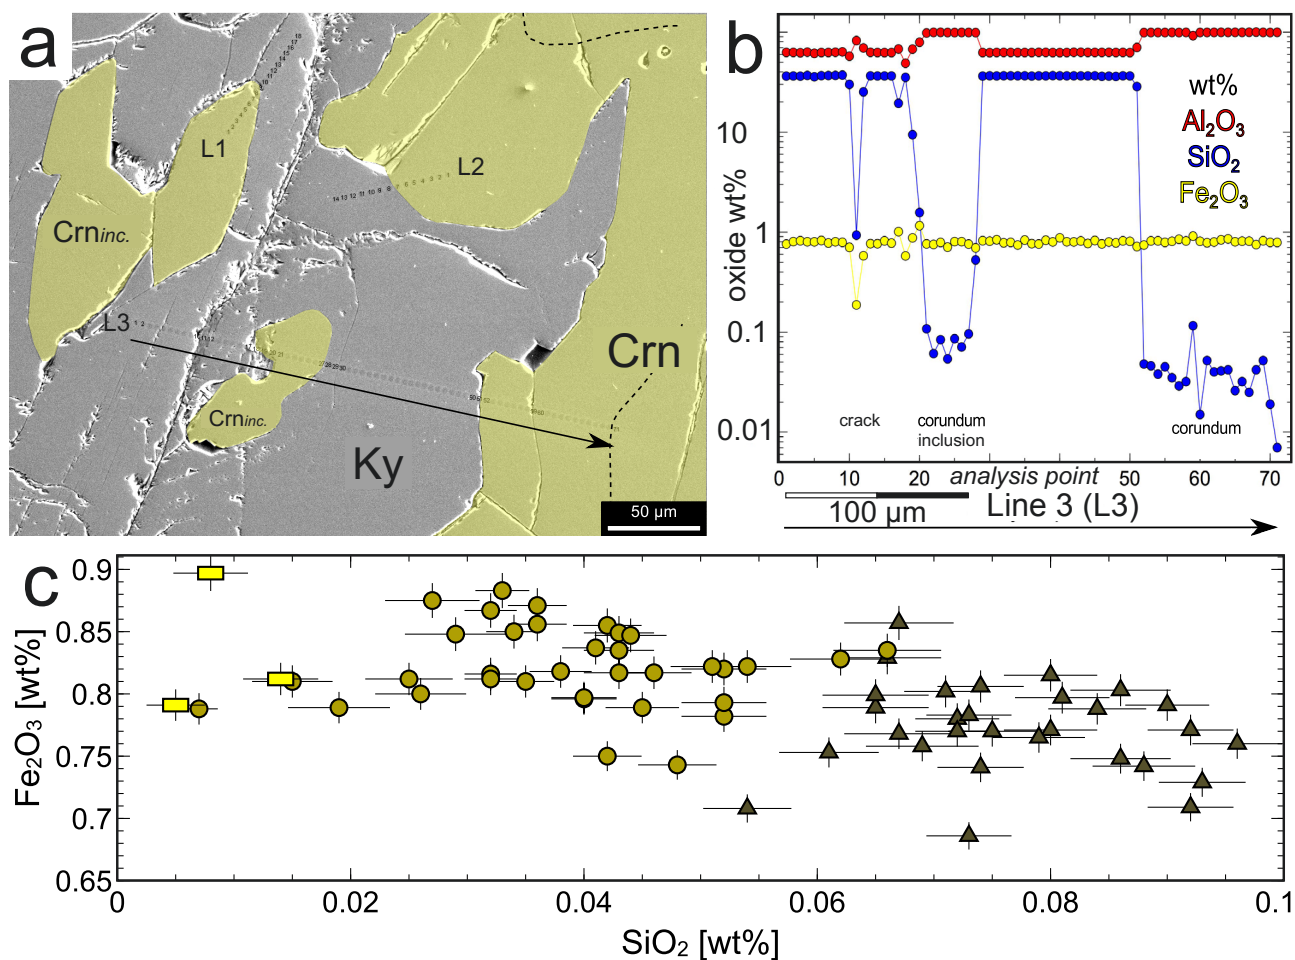 a
L1
L2
Crninc.
L3
Crninc.
Crn
Ky
50 µm
b
oxide wt%
10
1
0.1
0.01
wt%
Al2O3
SiO2
Fe2O3
crack
corundum
inclusion
corundum
0 10 20 30 40 50 60 70
analysis point
100 µm
Line 3 (L3)
c
Fe2O3 [wt%]
0.9
0.85
0.8
0.75
0.7
0.65
0 0.02 0.04 0.06 0.08 0.1
SiO2 [wt%]